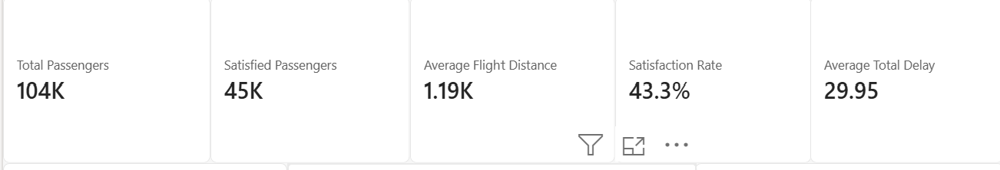 Total Passengers
104K
Satisfied Passengers
45K
Average Flight Distance
1.19K
Satisfaction Rate
43.3%
Average Total Delay
29.95